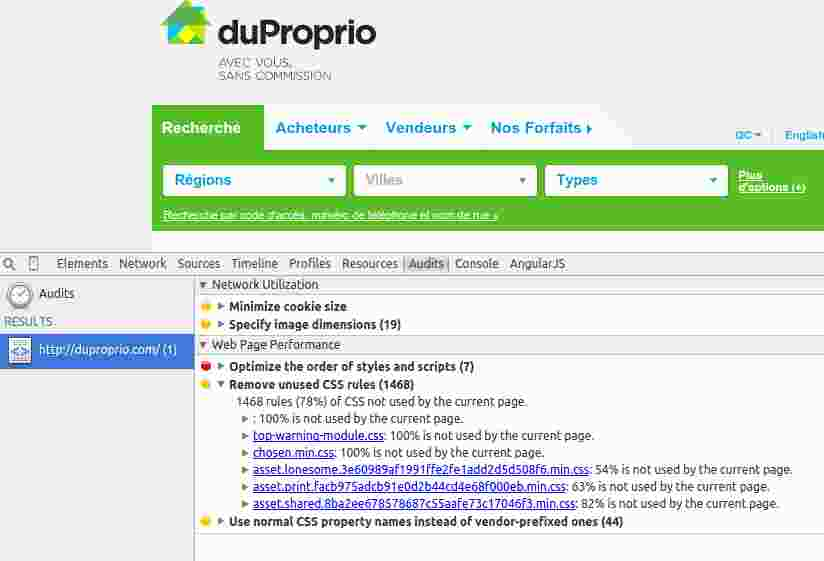 duProprio
AVEC VOUS,
SANS COMMISSION
Recherche Acheteurs Vendeurs Nos Forfaits
QC English
Régions Villes Types Plus
d'options (+)
Recherche par code d'accès, numéro de téléphone et nom de rue »
Elements Network Sources Timeline Profiles Resources Audits Console AngularJS
Audits
RESULTS
http://duproprio.com/ (1)
Network Utilization
Minimize cookie size
Specify image dimensions (19)
Web Page Performance
Optimize the order of styles and scripts (7)
Remove unused CSS rules (1468)
1468 rules (78%) of CSS not used by the current page.
: 100% is not used by the current page.
top-warning-module.css: 100% is not used by the current page.
chosen.min.css: 100% is not used by the current page.
asset.lonesome.3e60989af1991ffe2fe1add2d5d508f6.min.css: 54% is not used by the current page.
asset.print.facb975adcb91e0d2b44cd4e68f000eb.min.css: 63% is not used by the current page.
asset.shared.8ba2ee678578687c55aafe73c17046f3.min.css: 82% is not used by the current page.
Use normal CSS property names instead of vendor-prefixed ones (44)